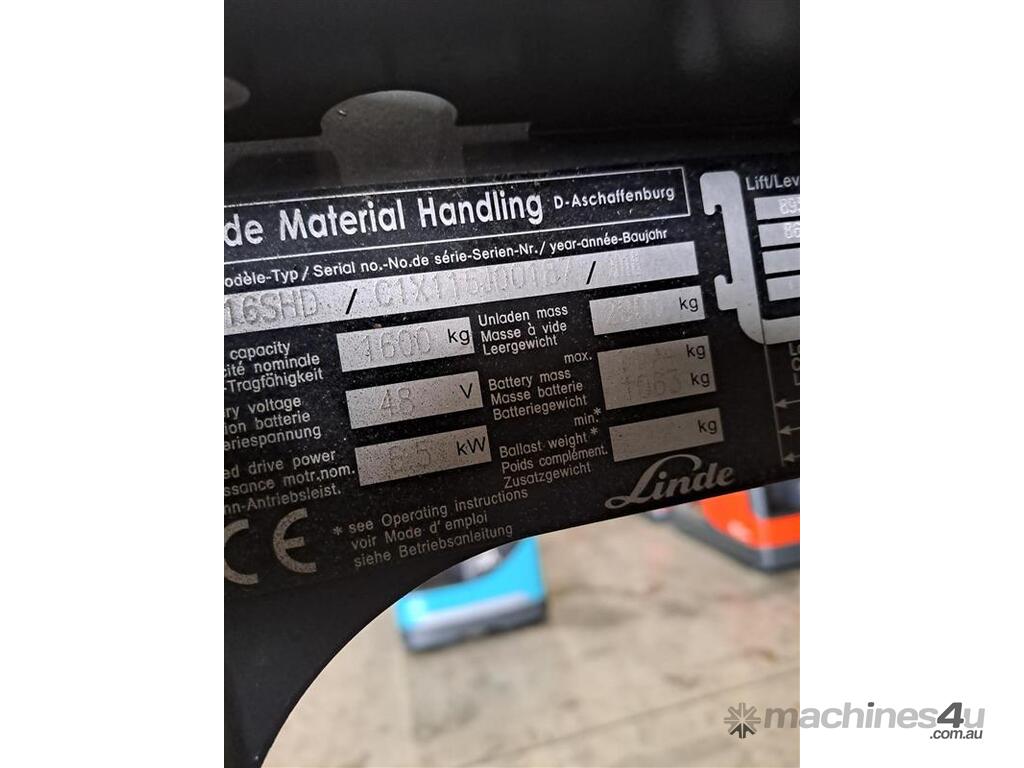 de Material Handling D-Aschaffenburg
odèle-Typ / Serial no.-No.de série-Serien-Nr. / year-année-Baujahr
16SHD / /
capacity
cité nominale
-Tragfähigkeit
1600 kg
Unladen mass
Masse à vide
Leergewicht
ry voltage
ion batterie
eriespannung
48 V
max. kg
Battery mass
Masse batterie
Batteriegewicht
1063 kg
min.*
ed drive power
issance motr.nom.
nn-Antriebsleist.
6.5 kW
Ballast weight *
Poids complément.
Zusatzgewicht
kg
CE
* see Operating instructions
voir Mode d'emploi
siehe Betriebsanleitung
Linde
Lift/Lev
machines4u
.com.au